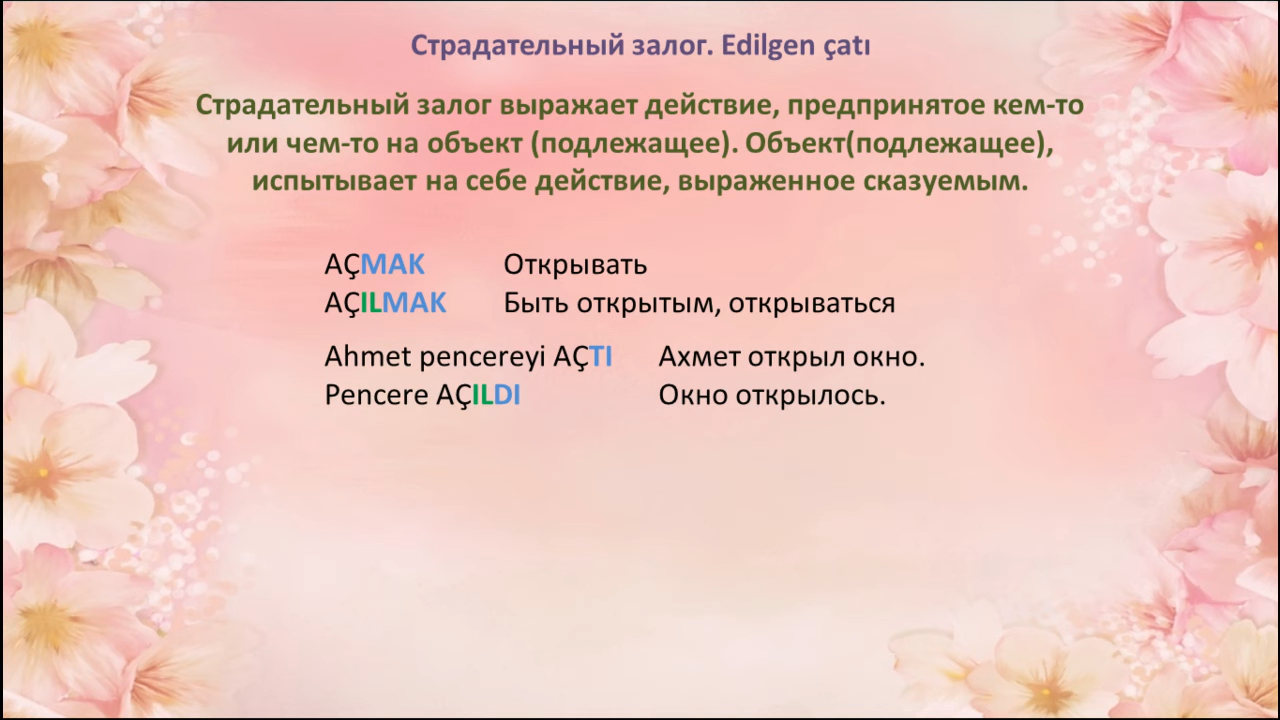 Страдательный залог. Edilgen çatı
Страдательный залог выражает действие, предпринятое кем-то
или чем-то на объект (подлежащее). Объект(подлежащее),
испытывает на себе действие, выраженное сказуемым.
AÇMAK Открывать
AÇILMAK Быть открытым, открываться
Ahmet pencereyi AÇTI Ахмет открыл окно.
Pencere AÇILDI Окно открылось.